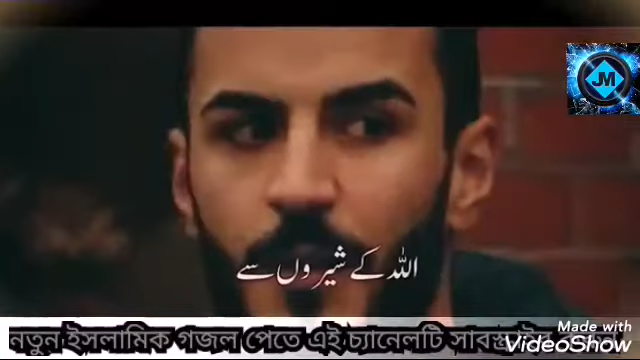 JM
اللہ کے شیروں سے
Made with
নতুন ইসলামিক গজল পেতে এই চ্যানেলটি
VideoShow